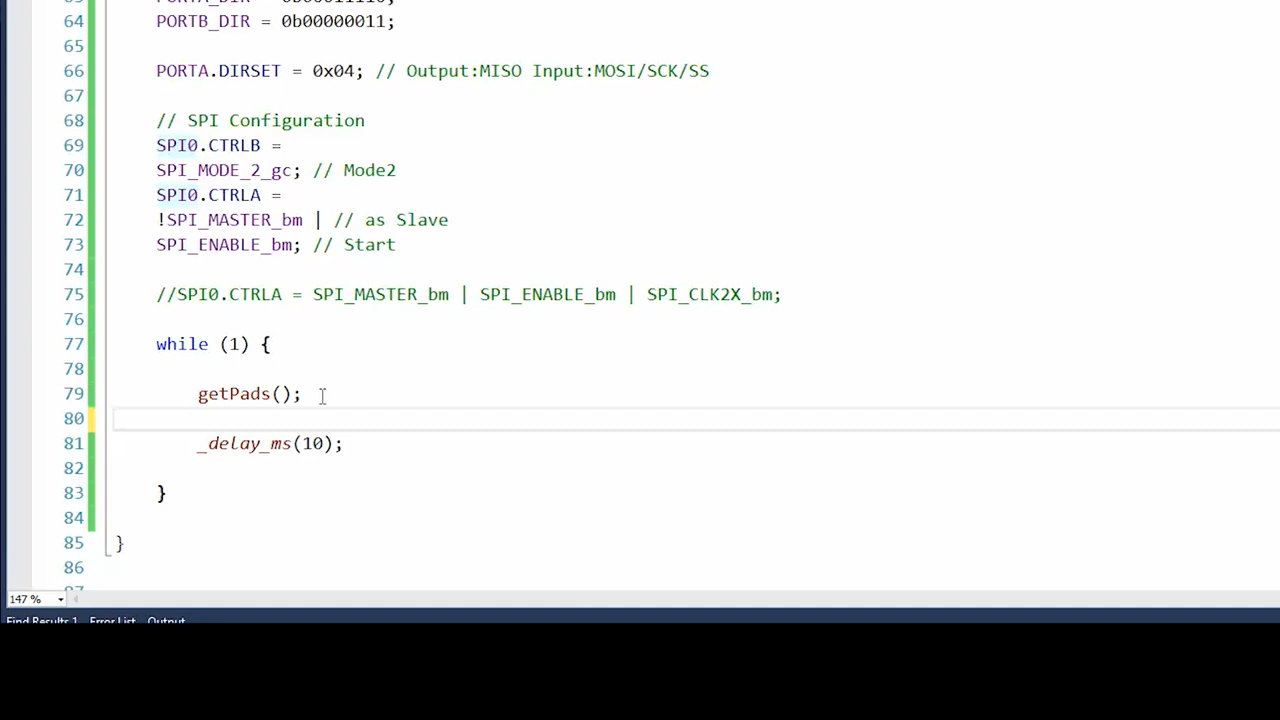 64 PORTB_DIR = 0b00000011;
65
66 PORTA.DIRSET = 0x04; // Output:MISO Input:MOSI/SCK/SS
67
68 // SPI Configuration
69 SPI0.CTRLB =
70 SPI_MODE_2_gc; // Mode2
71 SPI0.CTRLA =
72 !SPI_MASTER_bm | // as Slave
73 SPI_ENABLE_bm; // Start
74
75 //SPI0.CTRLA = SPI_MASTER_bm | SPI_ENABLE_bm | SPI_CLK2X_bm;
76
77 while (1) {
78
79 getPads();
80
81 _delay_ms(10);
82
83 }
84
85 }
86
147 %
Find Results 1 Error List Output